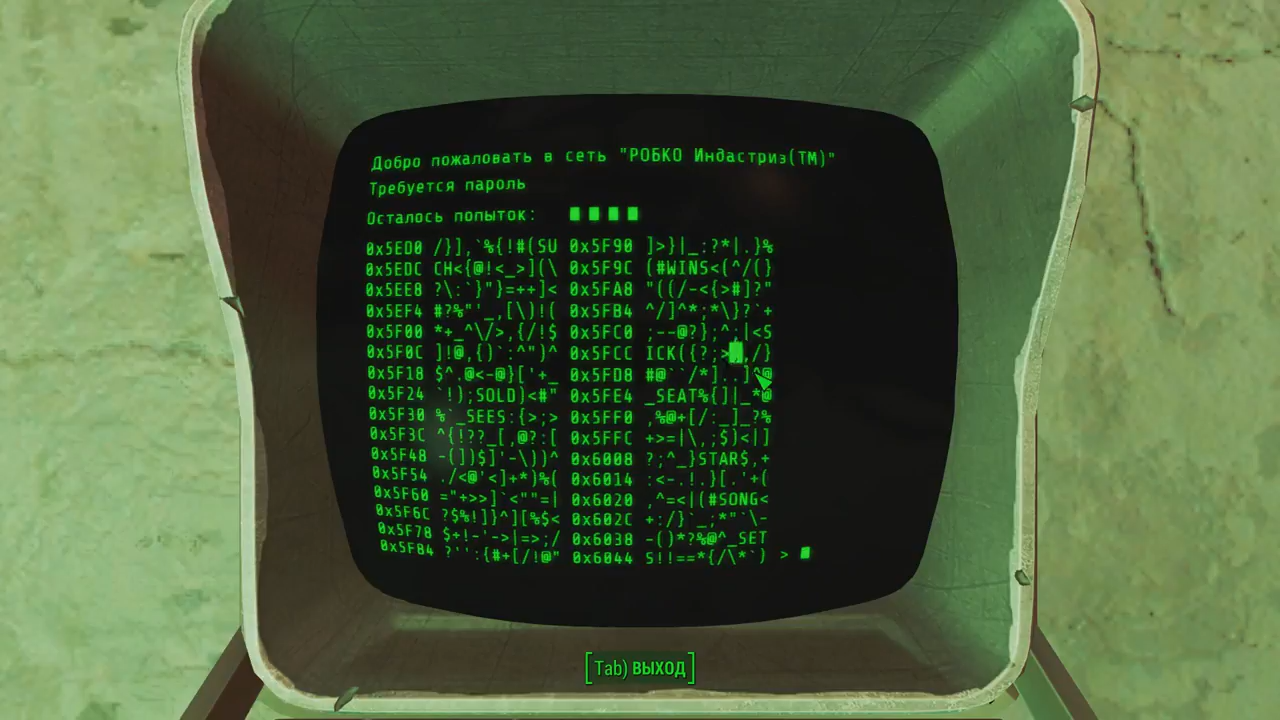 Добро пожаловать в сеть "РОБКО Индастриз(ТМ)"
Требуется пароль
Осталось попыток: ■ ■ ■ ■
0x5ED0 /}],`%{!#(SU 0x5F90 ]>}|_:?*|.}%
0x5EDC CH<{@!<_>](\ 0x5F9C (#WINS<(^/(}
0x5EE8 ?\:`}"}=++]< 0x5FA8 "((/-<{>#]?"
0x5EF4 #?%"'_,[\)!( 0x5FB4 ^/]^*;*\}?`+
0x5F00 *+_^\/>,{/!$ 0x5FC0 ;--@?};^;|<S
0x5F0C ]!@,{)`:^")^ 0x5FCC ICK({?;> ,/}
0x5F18 $^.@<-@}['+_ 0x5FD8 #@``/*]..]^@
0x5F24 `!);SOLD}<#" 0x5FE4 _SEAT%{]|_*@
0x5F30 %`_SEES:{>;> 0x5FF0 ,%@+[/:_]_?%
0x5F3C ^{!??_[,@?:[ 0x5FFC +>=|\,;$)<|]
0x5F48 -(])$]'-\))^ 0x6008 ?;^_}STAR$,+
0x5F54 ./<@'<]+*)%( 0x6014 :<-.!.}[.'+(
0x5F60 ="+>>]`<""=| 0x6020 ,^=<|(#SONG<
0x5F6C ?$%!]}^][%$< 0x602C +:/}`_;*"`\-
0x5F78 $+!-'->|=>;/ 0x6038 -()*?%@^_SET
0x5F84 ?'':{#+[/!@" 0x6044 S!!==*{/\*`) > ■
[Tab) ВЫХОД]